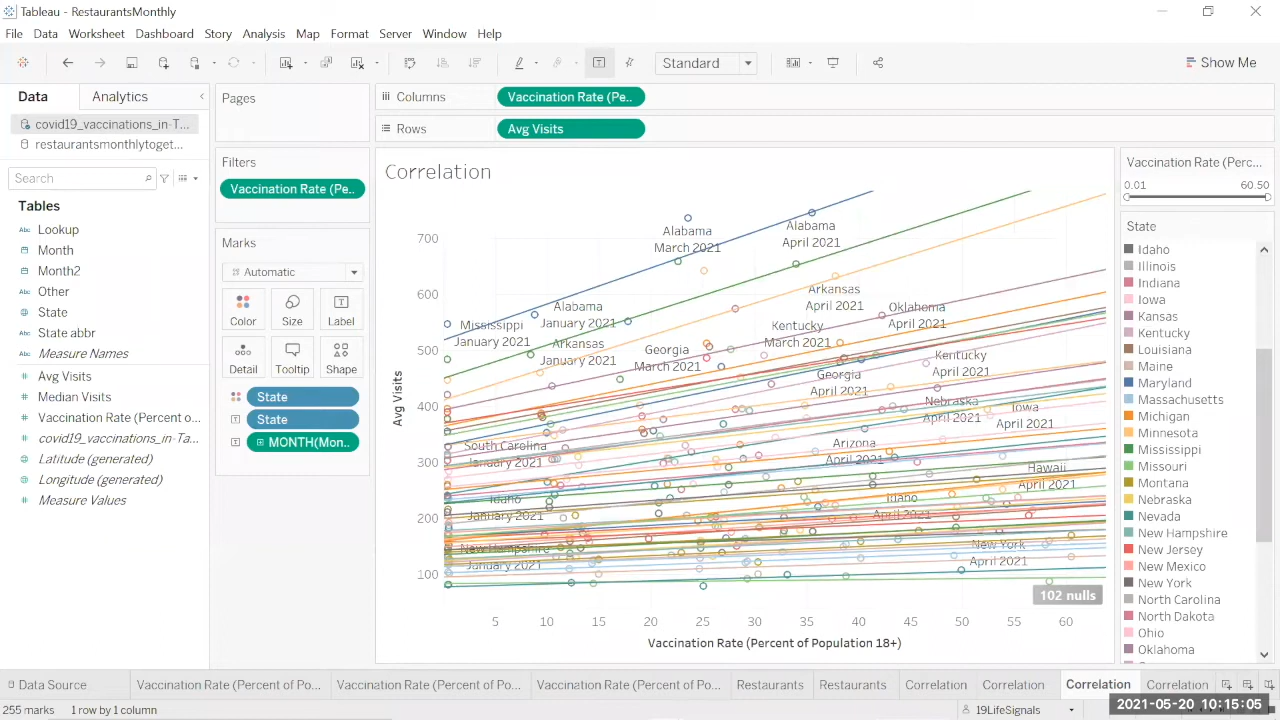 Tableau - RestaurantsMonthly
File Data Worksheet Dashboard Story Analysis Map Format Server Window Help
Standard
Show Me
Data
Analytics
covid19_vaccinations_in-T...
restaurantsmonthlytoget...
Search
Tables
Abc Lookup
Month
Month2
Abc Other
State
Abc State abbr
Abc Measure Names
Avg Visits
Median Visits
Vaccination Rate (Percent ..
covid19_vaccinations_in-Ta...
Latitude (generated)
Longitude (generated)
Measure Values
Pages
Filters
Vaccination Rate (Pe..
Marks
Automatic
Color
Size
Label
Detail
Tooltip
Shape
State
State
MONTH(Mon..
Columns
Vaccination Rate (Pe..
Rows
Avg Visits
Correlation
Avg Visits
700
600
500
400
300
200
100
Alabama
March 2021
Alabama
April 2021
Alabama
January 2021
Mississippi
January 2021
Arkansas
January 2021
Arkansas
April 2021
Oklahoma
April 2021
Kentucky
March 2021
Georgia
March 2021
Kentucky
April 2021
Georgia
April 2021
Nebraska
April 2021
Iowa
April 2021
South Carolina
January 2021
Arizona
April 2021
Hawaii
April 2021
Idaho
January 2021
Idaho
April 2021
New Hampshire
January 2021
New York
April 2021
102 nulls
5 10 15 20 25 30 35 40 45 50 55 60
Vaccination Rate (Percent of Population 18+)
Vaccination Rate (Perc...
0.01
60.50
State
Idaho
Illinois
Indiana
Iowa
Kansas
Kentucky
Louisiana
Maine
Maryland
Massachusetts
Michigan
Minnesota
Mississippi
Missouri
Montana
Nebraska
Nevada
New Hampshire
New Jersey
New Mexico
New York
North Carolina
North Dakota
Ohio
Oklahoma
Data Source
Vaccination Rate (Percent of Po...
Vaccination Rate (Percent of Po...
Vaccination Rate (Percent of Po...
Restaurants
Restaurants
Correlation
Correlation
Correlation
Correlation
255 marks
1 row by 1 column
19LifeSignals
2021-05-20 10:15:05